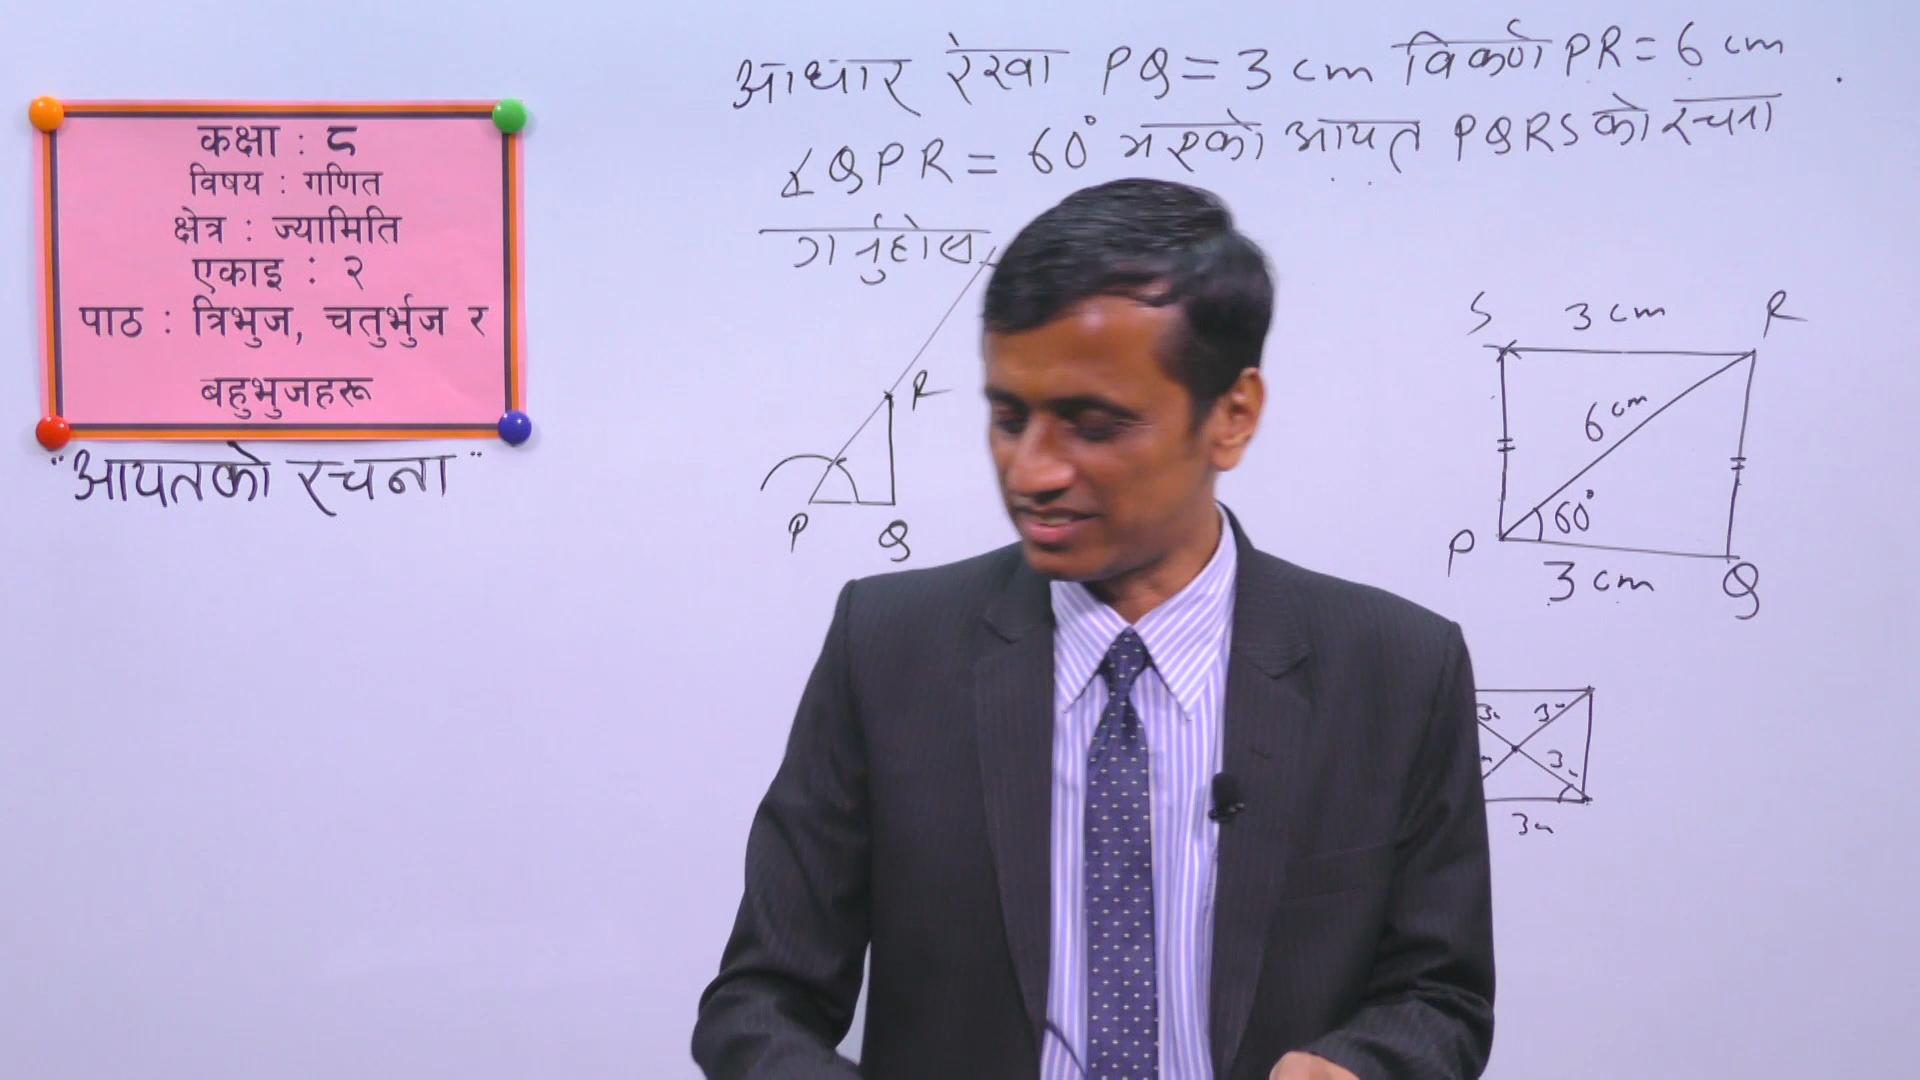 कक्षा : ८
विषय : गणित
क्षेत्र : ज्यामिति
एकाइ : २
पाठ : त्रिभुज, चतुर्भुज र
बहुभुजहरू
"आयतको रचना"
आधार रेखा PQ = 3 cm विकर्ण PR = 6 cm
∡QPR = 60° भएको आयत PQRS को रचना
गर्नुहोस्
R
P Q
S 3 cm R
6 cm
60°
P 3 cm Q